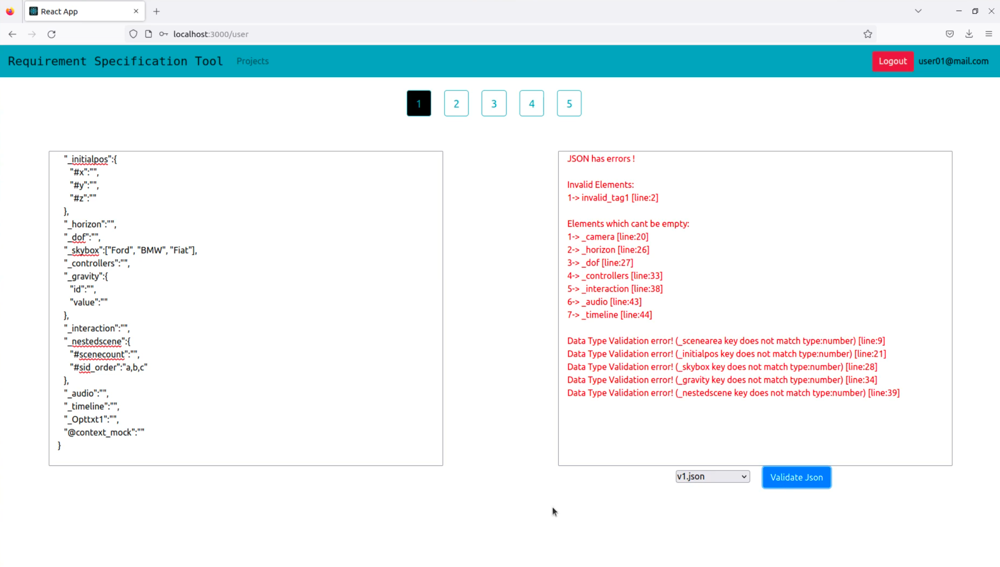 React App
localhost:3000/user
Requirement Specification Tool
Projects
Logout
user01@mail.com
1
2
3
4
5
"_initialpos":{
"#x":"",
"#y":"",
"#z":""
},
"_horizon":"",
"_dof":"",
"_skybox":["Ford", "BMW", "Fiat"],
"_controllers":"",
"_gravity":{
"id":"",
"value":""
},
"_interaction":"",
"_nestedscene":{
"#scenecount":"",
"#sid_order":"a,b,c"
},
"_audio":"",
"_timeline":"",
"_Opttxt1":"",
"@context_mock":""
}
JSON has errors !
Invalid Elements:
1-> invalid_tag1 [line:2]
Elements which cant be empty:
1-> _camera [line:20]
2-> _horizon [line:26]
3-> _dof [line:27]
4-> _controllers [line:33]
5-> _interaction [line:38]
6-> _audio [line:43]
7-> _timeline [line:44]
Data Type Validation error! (_scenearea key does not match type:number) [line:9]
Data Type Validation error! (_initialpos key does not match type:number) [line:21]
Data Type Validation error! (_skybox key does not match type:number) [line:28]
Data Type Validation error! (_gravity key does not match type:number) [line:34]
Data Type Validation error! (_nestedscene key does not match type:number) [line:39]
v1.json
Validate Json